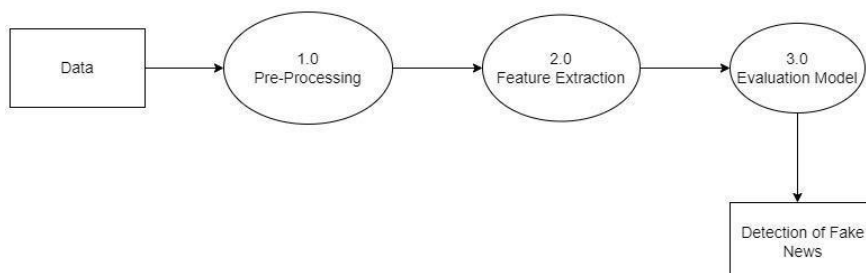 Data
1.0
Pre-Processing
2.0
Feature Extraction
3.0
Evaluation Model
Detection of Fake
News